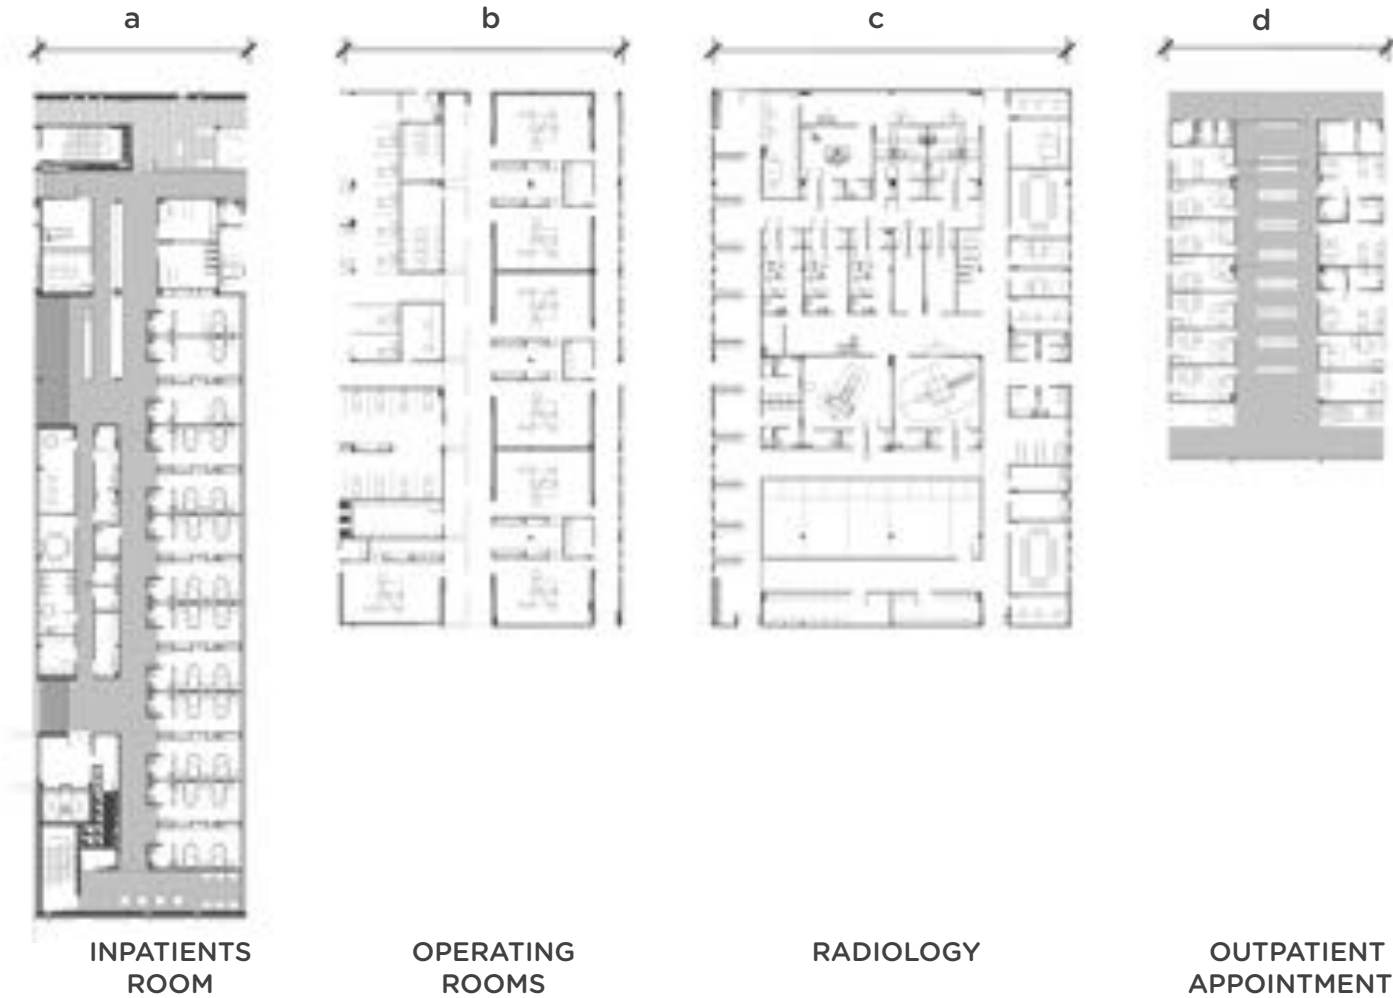 a
b
c
d
INPATIENTS
ROOM
OPERATING
ROOMS
RADIOLOGY
OUTPATIENT
APPOINTMENT